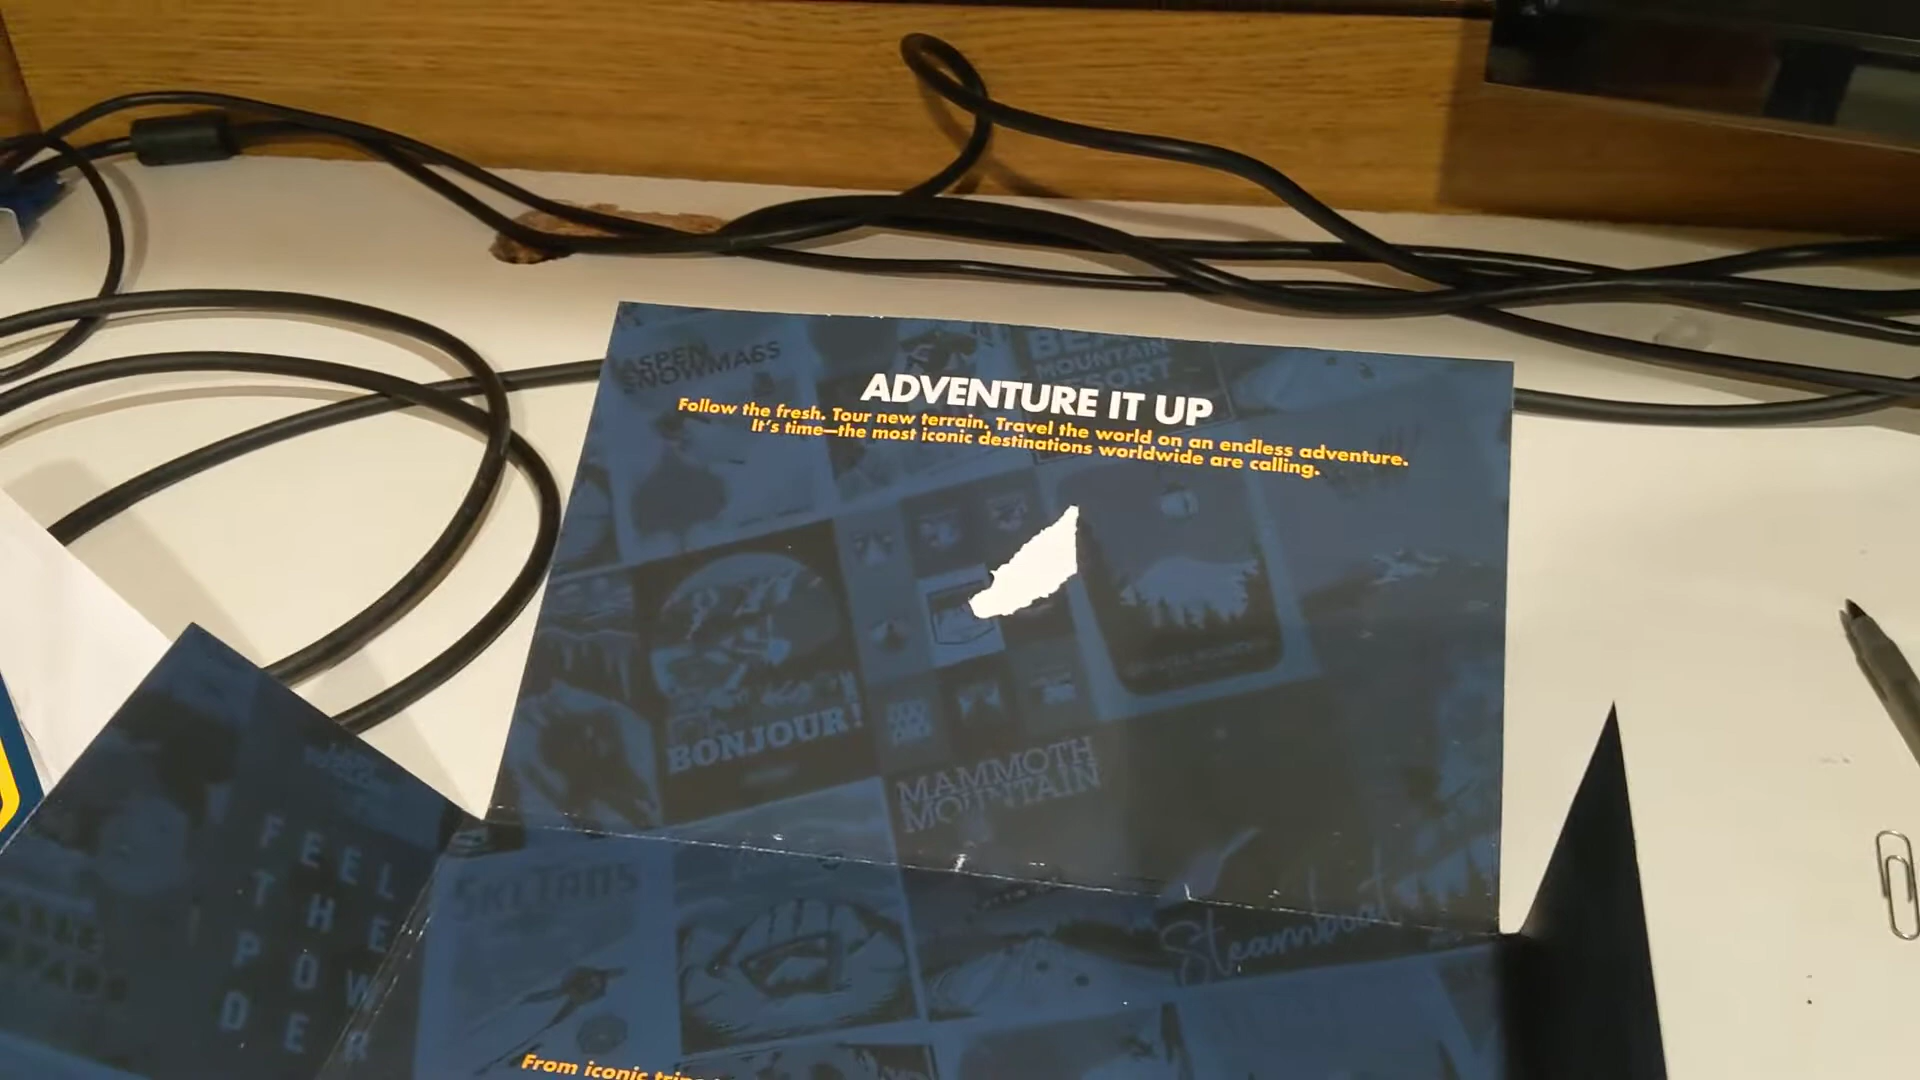 ASPEN
SNOWMASS
MOUNTAIN
ADVENTURE IT UP
Follow the fresh. Tour new terrain. Travel the world on an endless adventure.
It's time—the most iconic destinations worldwide are calling.
BONJOUR!
MAMMOTH
MOUNTAIN
FEEL
THE
POWDER
Steamboat
From iconic